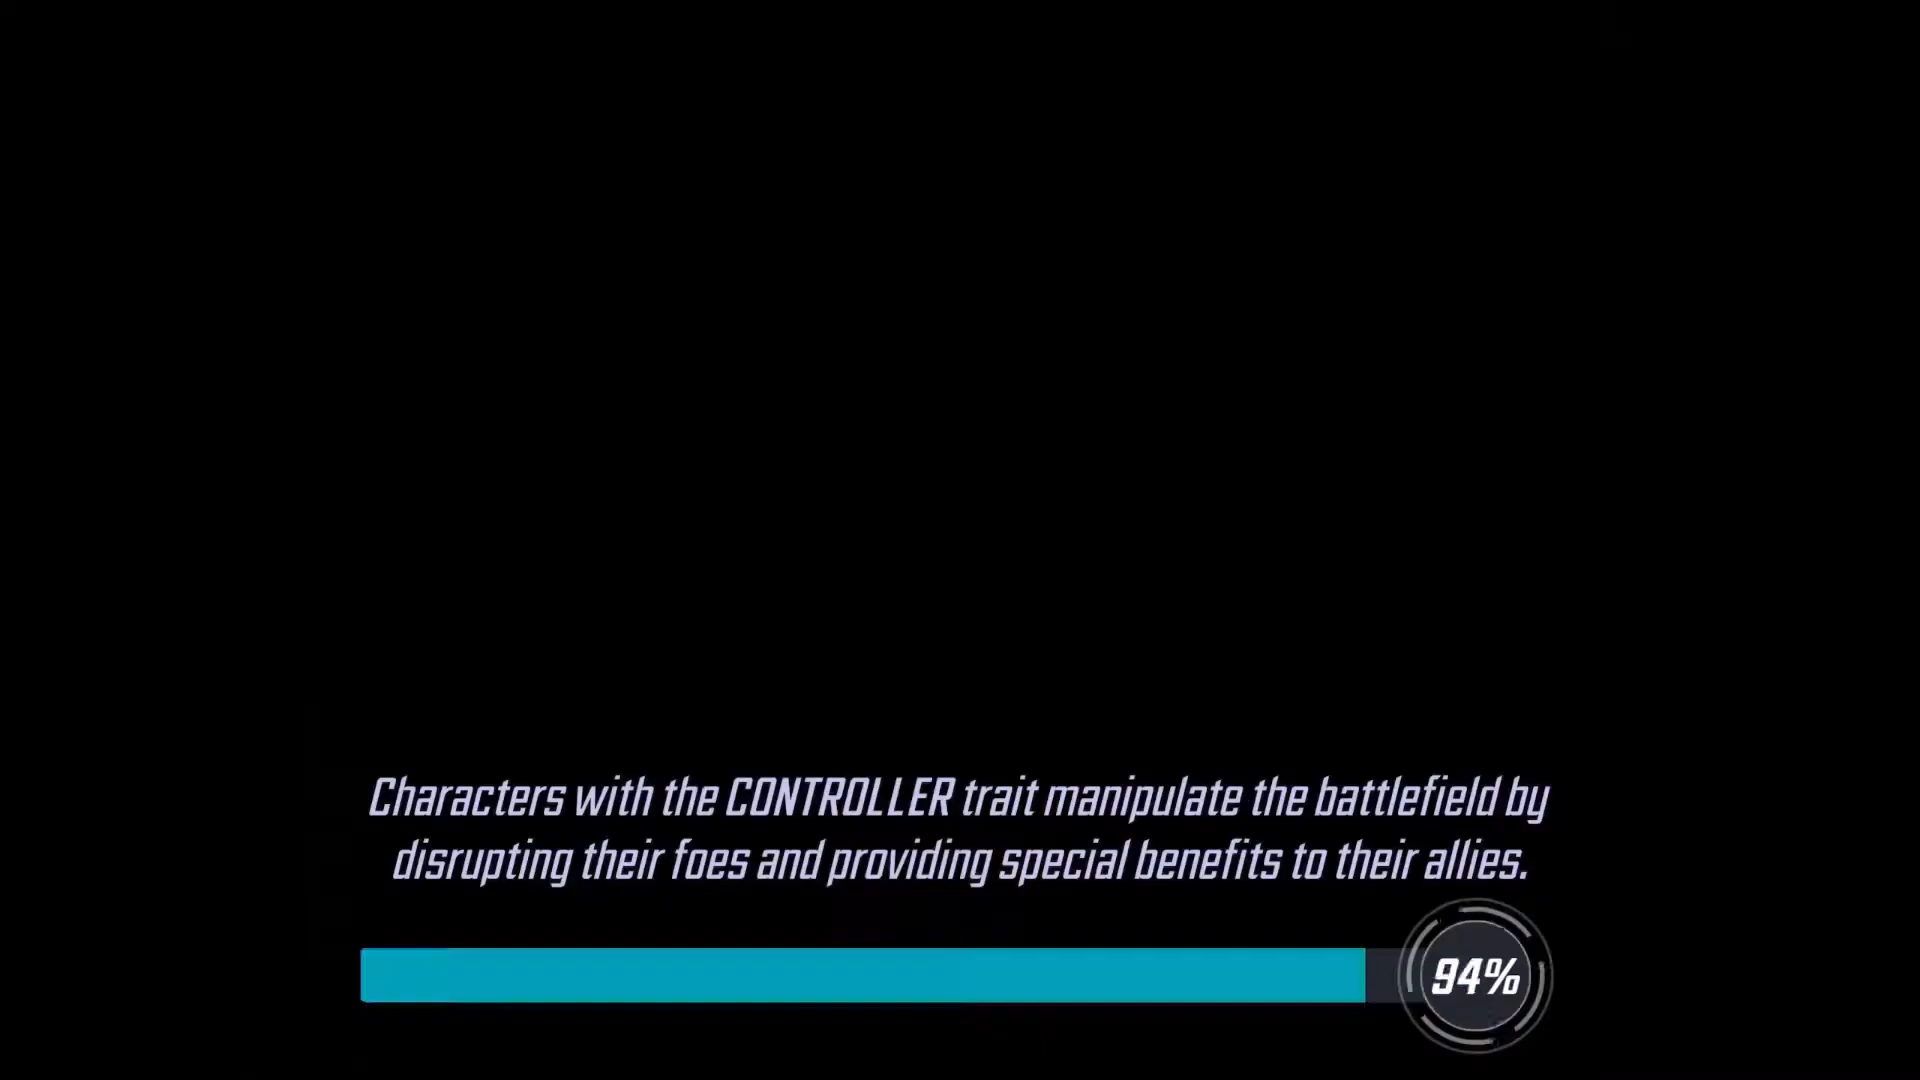 Characters with the CONTROLLER trait manipulate the battlefield by
disrupting their foes and providing special benefits to their allies.
94%